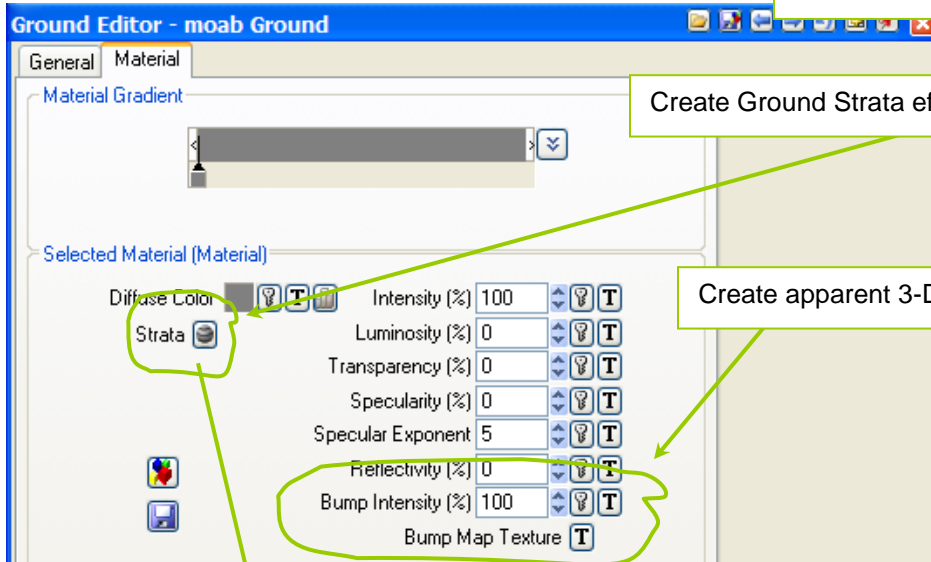 Ground Editor - moab Ground
General Material
Material Gradient
Create Ground Strata ef
Selected Material (Material)
Diffuse Color T Intensity (%) 100 T
Create apparent 3-D
Strata Luminosity (%) 0 T
Transparency (%) 0 T
Specularity (%) 0 T
Specular Exponent 5 T
Reflectivity (%) 0 T
Bump Intensity (%) 100 T
Bump Map Texture T